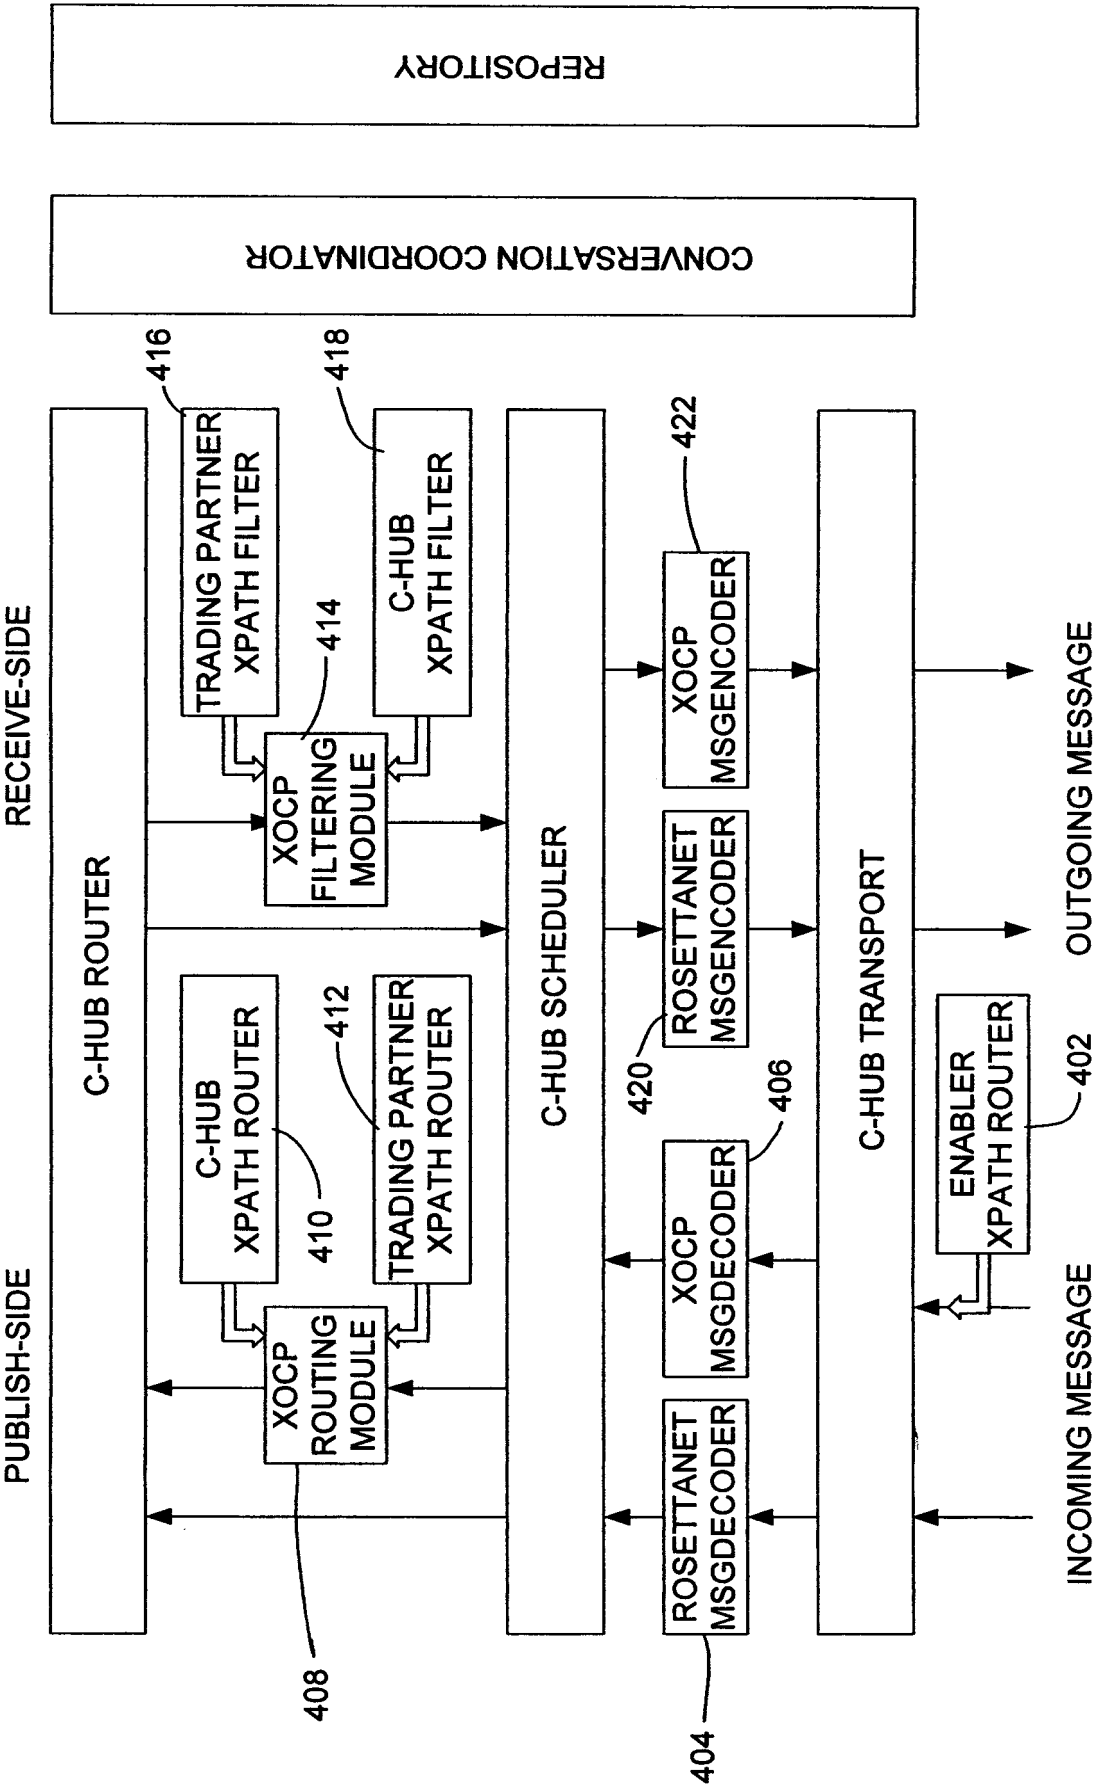 PUBLISH-SIDE
RECEIVE-SIDE
C-HUB ROUTER
408
XOCP
ROUTING
MODULE
C-HUB
XPATH ROUTER
410
TRADING PARTNER
XPATH ROUTER
412
XOCP
FILTERING
MODULE
414
TRADING PARTNER
XPATH FILTER
416
C-HUB
XPATH FILTER
418
C-HUB SCHEDULER
404
ROSETTANET
MSGDECODER
XOCP
MSGDECODER
406
420
ROSETTANET
MSGENCODER
XOCP
MSGENCODER
422
C-HUB TRANSPORT
ENABLER
XPATH ROUTER
402
INCOMING MESSAGE
OUTGOING MESSAGE
CONVERSATION COORDINATOR
REPOSITORY